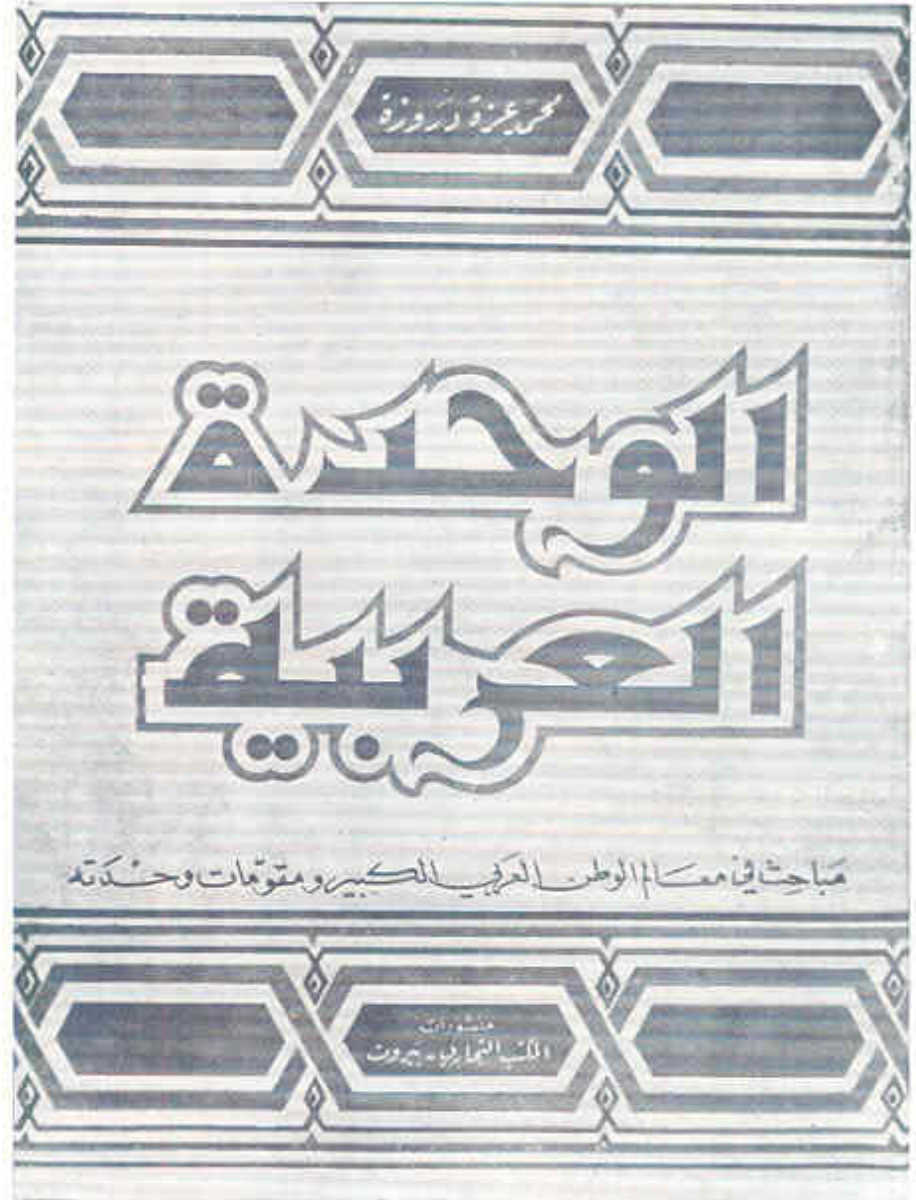 محمد عزة دروزة
الوحدة
العربية
مباحث في معالم الوطن العربي الكبير ومقومات وحدته
منشورات
المكتب التجاري - بيروت